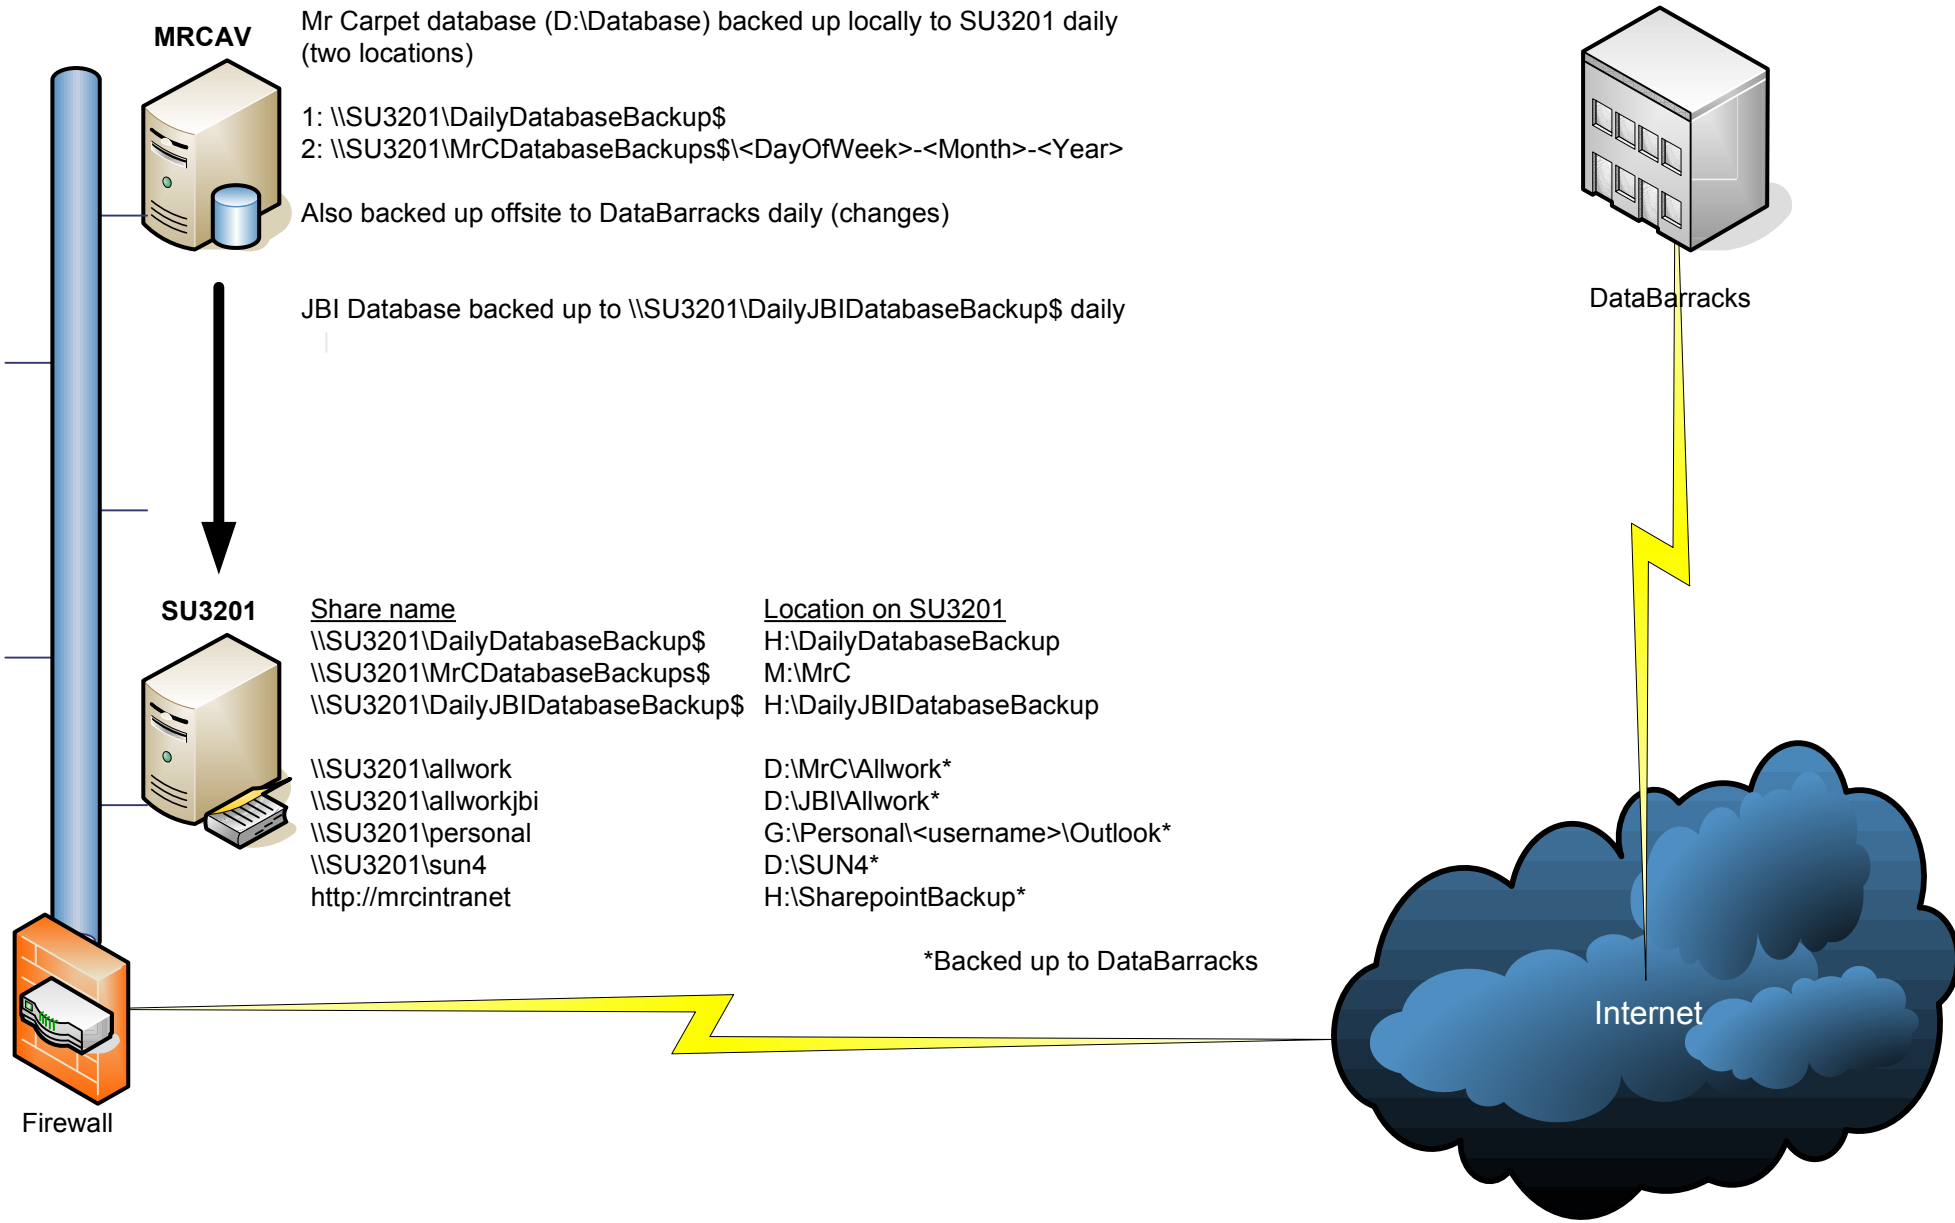 MRCAV
Mr Carpet database (D:\Database) backed up locally to SU3201 daily
(two locations)
1: \\SU3201\DailyDatabaseBackup$
2: \\SU3201\MrCDatabaseBackups$\<DayOfWeek>-<Month>-<Year>
Also backed up offsite to DataBarracks daily (changes)
JBI Database backed up to \\SU3201\DailyJBIDatabaseBackup$ daily
DataBarracks
SU3201
Share name Location on SU3201
\\SU3201\DailyDatabaseBackup$ H:\DailyDatabaseBackup
\\SU3201\MrCDatabaseBackups$ M:\MrC
\\SU3201\DailyJBIDatabaseBackup$ H:\DailyJBIDatabaseBackup
\\SU3201\allwork D:\MrC\Allwork*
\\SU3201\allworkjbi D:\JBI\Allwork*
\\SU3201\personal G:\Personal\<username>\Outlook*
\\SU3201\sun4 D:\SUN4*
http://mrcintranet H:\SharepointBackup*
*Backed up to DataBarracks
Internet
Firewall